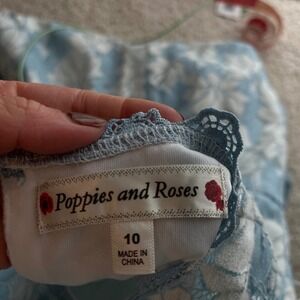 Poppies and Roses
10
MADE IN
CHINA